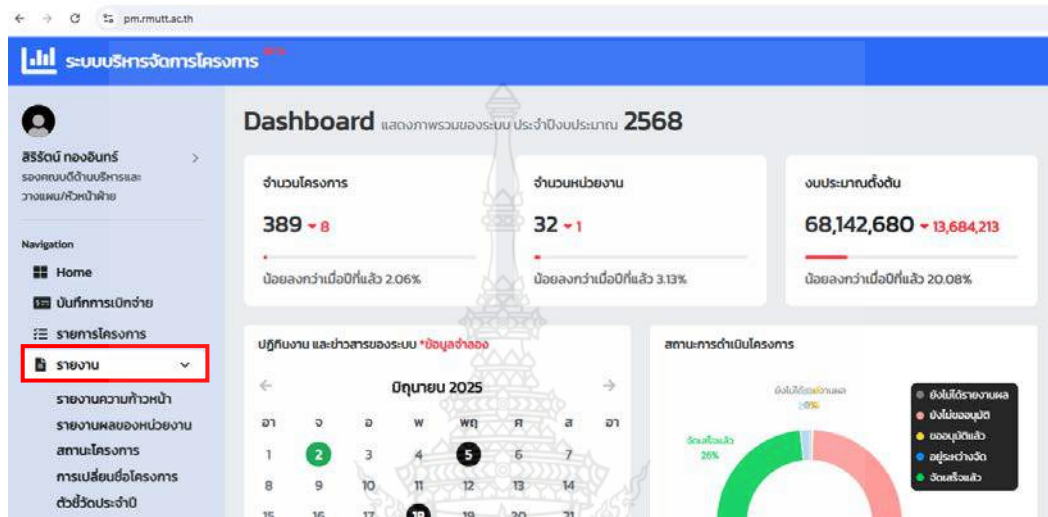 pm.rmutt.ac.th
ระบบบริหารจัดการโครงการ
สิริรัตน์ ทองอินทร์
รองคณบดีด้านบริหารและ
วางแผน/หัวหน้าฝ่าย
Navigation
Home
บันทึกการเบิกจ่าย
รายการโครงการ
รายงาน
รายงานความก้าวหน้า
รายงานผลของหน่วยงาน
สถานะโครงการ
การเปลี่ยนชื่อโครงการ
ตัวชี้วัดประจำปี
Dashboard แสดงภาพรวมของระบบ ประจำปีงบประมาณ 2568
จำนวนโครงการ
389 8
น้อยลงกว่าเมื่อปีที่แล้ว 2.06%
จำนวนหน่วยงาน
32 1
น้อยลงกว่าเมื่อปีที่แล้ว 3.13%
งบประมาณตั้งต้น
68,142,680 13,684,213
น้อยลงกว่าเมื่อปีที่แล้ว 20.08%
ปฏิทินงาน และข่าวสารของระบบ *ข้อมูลจำลอง
มิถุนายน 2025
อา จ อ พ พฤ ศ ส อา
1 2 3 4 5 6 7
8 9 10 11 12 13 14
15 16 17 18 19 20 21
สถานะการดำเนินโครงการ
จัดเสร็จแล้ว
26%
ยังไม่ได้รายงานผล
ยังไม่ขออนุมัติ
ขออนุมัติแล้ว
อยู่ระหว่างจัด
จัดเสร็จแล้ว